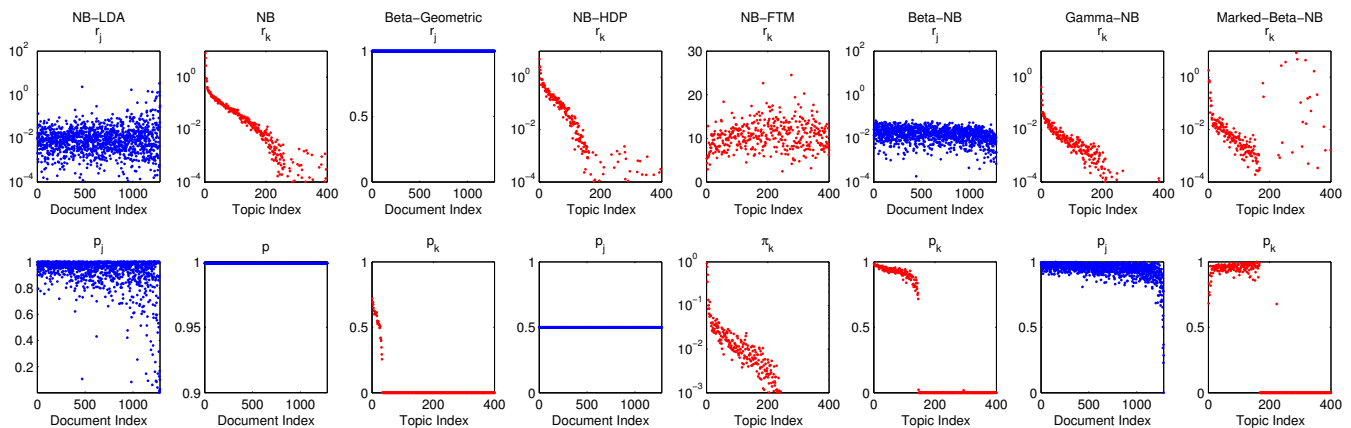 NB−LDA NB Beta−Geometric NB−HDP NB−FTM Beta−NB Gamma−NB Marked−Beta−NB
r_j r_k r_j r_k r_k r_j r_k r_k
10^2 10^0 10^−2 10^−4
10^0 10^−2 10^−4
1 0.5 0
10^0 10^−2 10^−4
30 20 10 0
10^2 10^0 10^−2 10^−4
10^0 10^−2 10^−4
10^0 10^−2 10^−4
0 500 1000 0 200 400 0 500 1000 0 200 400 0 200 400 0 500 1000 0 200 400 0 200 400
Document Index Topic Index Document Index Topic Index Topic Index Document Index Topic Index Topic Index
p_j p p_k p_j π_k p_k p_j p_k
1 0.8 0.6 0.4 0.2
1 0.95 0.9
1 0.5 0
1 0.5 0
10^0 10^−1 10^−2 10^−3
1 0.5 0
1 0.5 0
1 0.5 0
0 500 1000 0 500 1000 0 200 400 0 500 1000 0 200 400 0 200 400 0 500 1000 0 200 400
Document Index Document Index Topic Index Document Index Topic Index Topic Index Document Index Topic Index